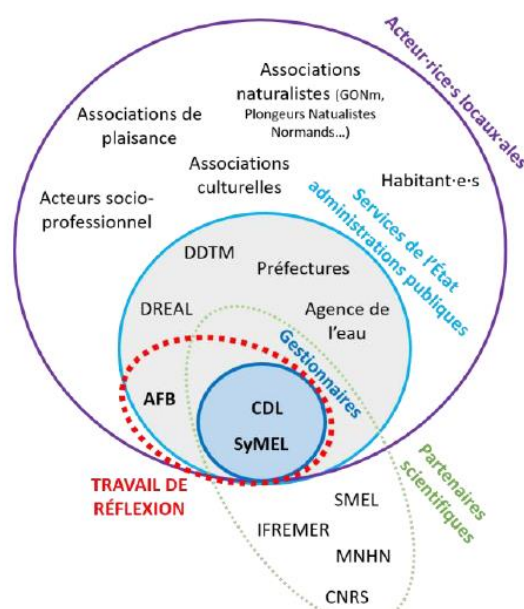 Acteur·rice·s locaux·ales
Associations
naturalistes (GONm,
Plongeurs Natualistes
Normands...)
Associations de
plaisance
Associations
culturelles
Acteurs socio-
professionnel
Habitant·e·s
Services de l'État
administrations publiques
DDTM
Préfectures
DREAL
Agence de
l'eau
Gestionnaires
AFB
CDL
SyMEL
TRAVAIL DE
RÉFLEXION
Partenaires
scientifiques
SMEL
IFREMER
MNHN
CNRS